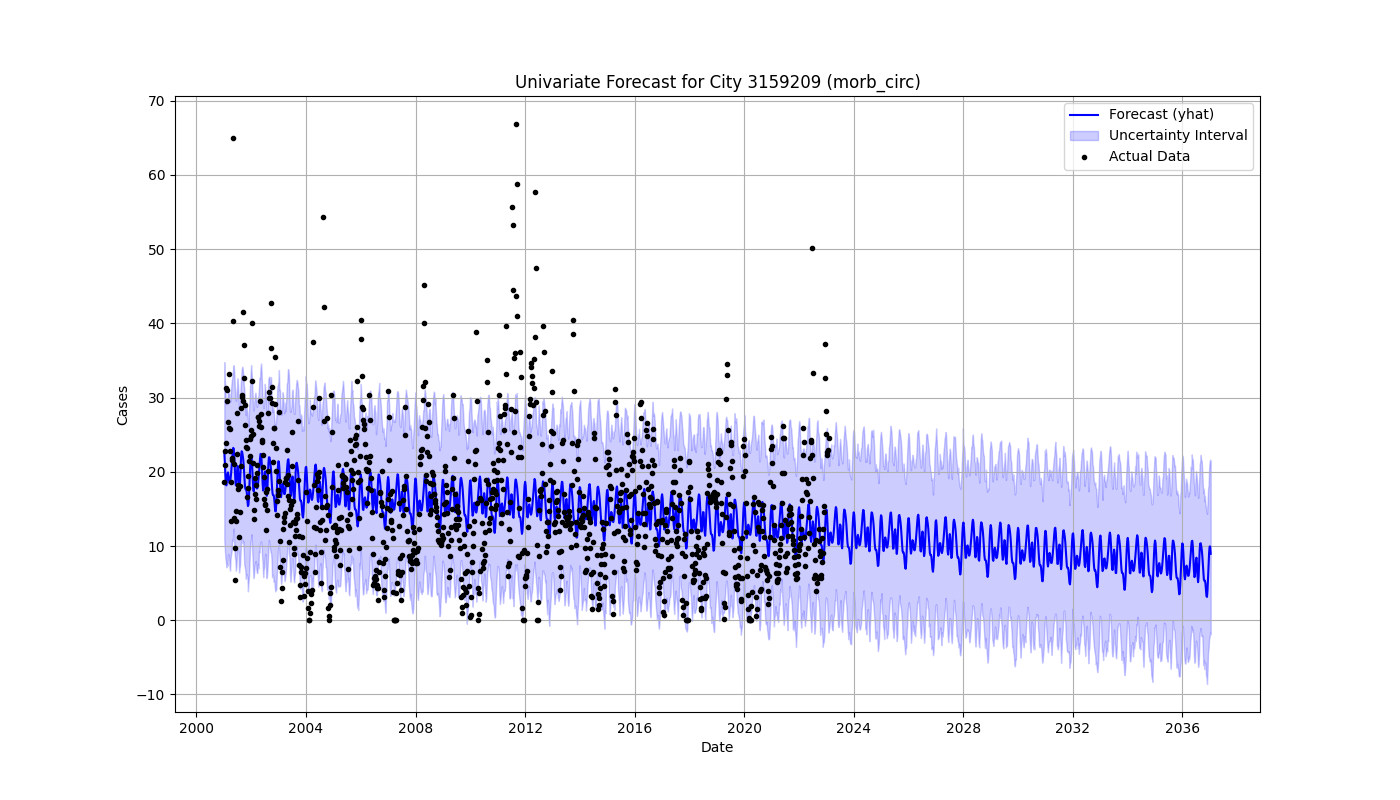 Univariate Forecast for City 3159209 (morb_circ)
Forecast (yhat)
Uncertainty Interval
Actual Data
Cases
70
60
50
40
30
20
10
0
−10
2000 2004 2008 2012 2016 2020 2024 2028 2032 2036
Date